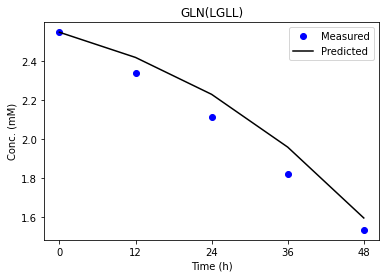 GLN(LGLL)
Measured
Predicted
Conc. (mM)
2.4
2.2
2.0
1.8
1.6
0 12 24 36 48
Time (h)